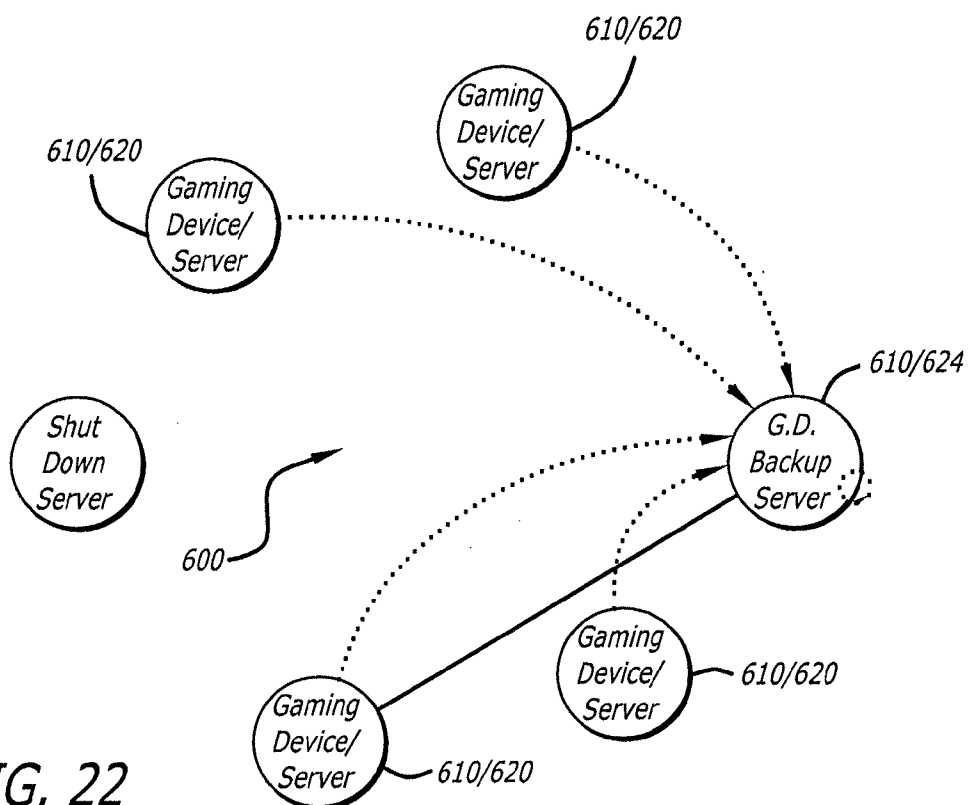 610/620
Gaming
Device/
Server
610/620
Gaming
Device/
Server
610/624
G.D.
Backup
Server
Shut
Down
Server
600
Gaming
Device/
Server
610/620
Gaming
Device/
Server
610/620
IG. 22